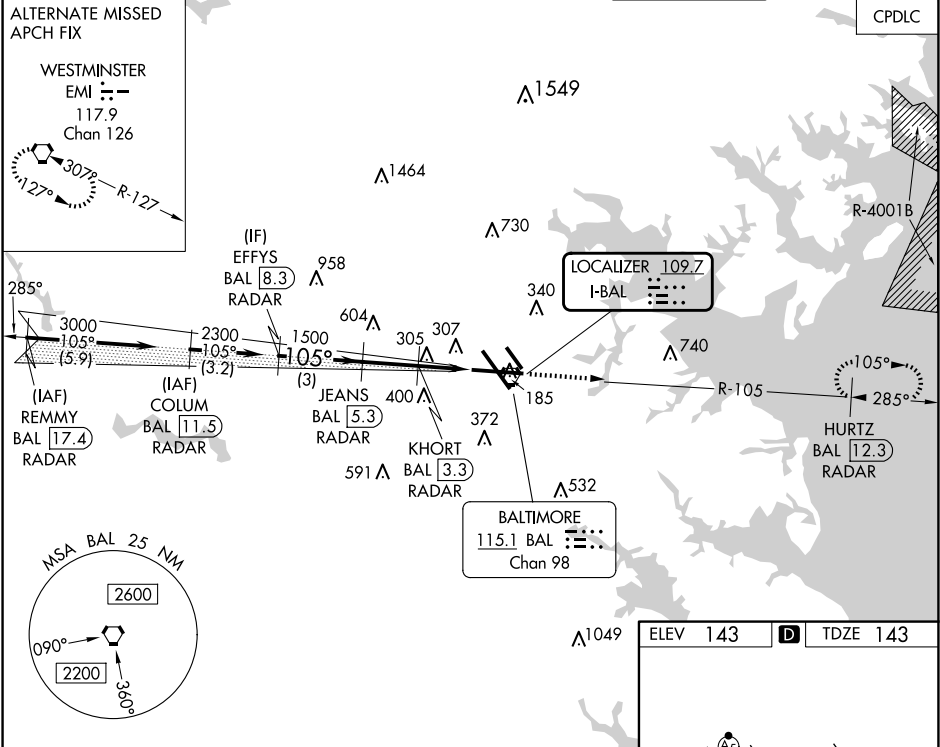 ALTERNATE MISSED
APCH FIX
WESTMINSTER
EMI
117.9
Chan 126
307°
127°
R-127
CPDLC
1549
1464
730
R-4001B
(IF)
EFFYS
BAL 8.3
RADAR
958
LOCALIZER 109.7
I-BAL
340
604
305
307
740
285°
3000
105°
(5.9)
2300
105°
(3.2)
1500
105°
(3)
(IAF)
REMMY
BAL 17.4
RADAR
(IAF)
COLUM
BAL 11.5
RADAR
JEANS
BAL 5.3
RADAR
400
KHORT
BAL 3.3
RADAR
185
372
591
532
R-105
105°
285°
HURTZ
BAL 12.3
RADAR
BALTIMORE
115.1 BAL
Chan 98
MSA BAL 25 NM
2600
090°
2200
360°
1049
ELEV 143 D TDZE 143
A5